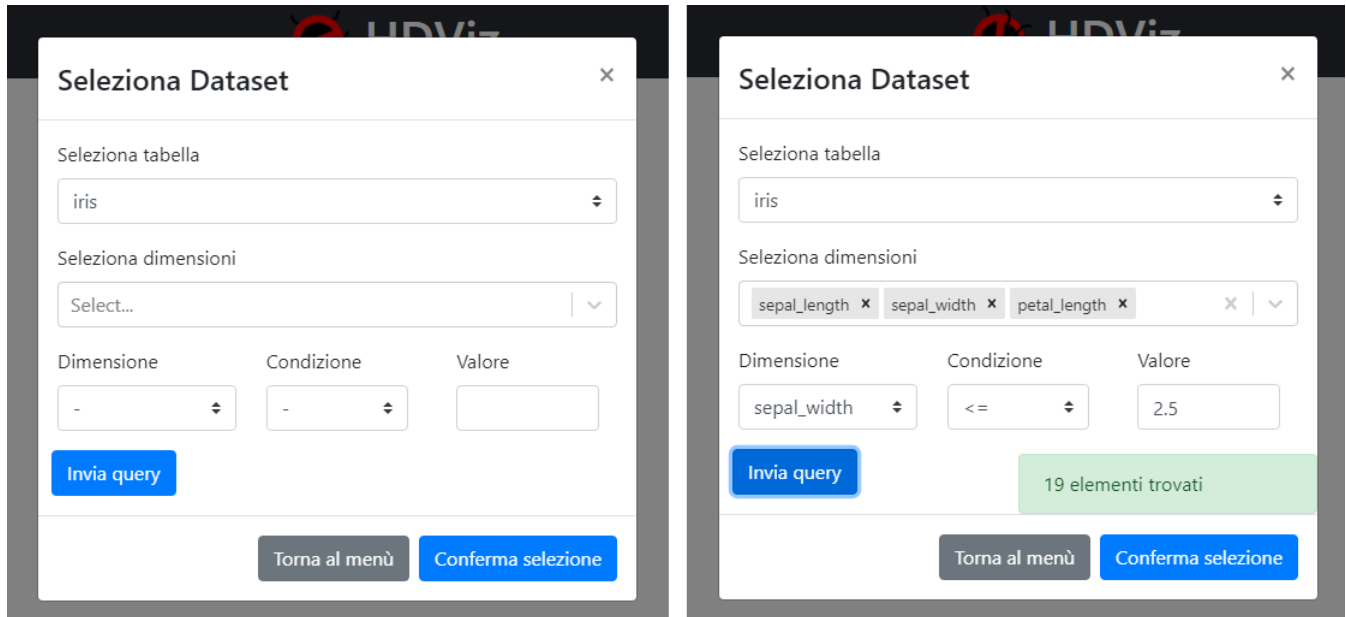 HDViz
Seleziona Dataset ×
Seleziona tabella
iris
Seleziona dimensioni
Select...
Dimensione Condizione Valore
- -
Invia query
Torna al menù Conferma selezione
HDViz
Seleziona Dataset ×
Seleziona tabella
iris
Seleziona dimensioni
sepal_length × sepal_width × petal_length × ×
Dimensione Condizione Valore
sepal_width <= 2.5
Invia query
19 elementi trovati
Torna al menù Conferma selezione